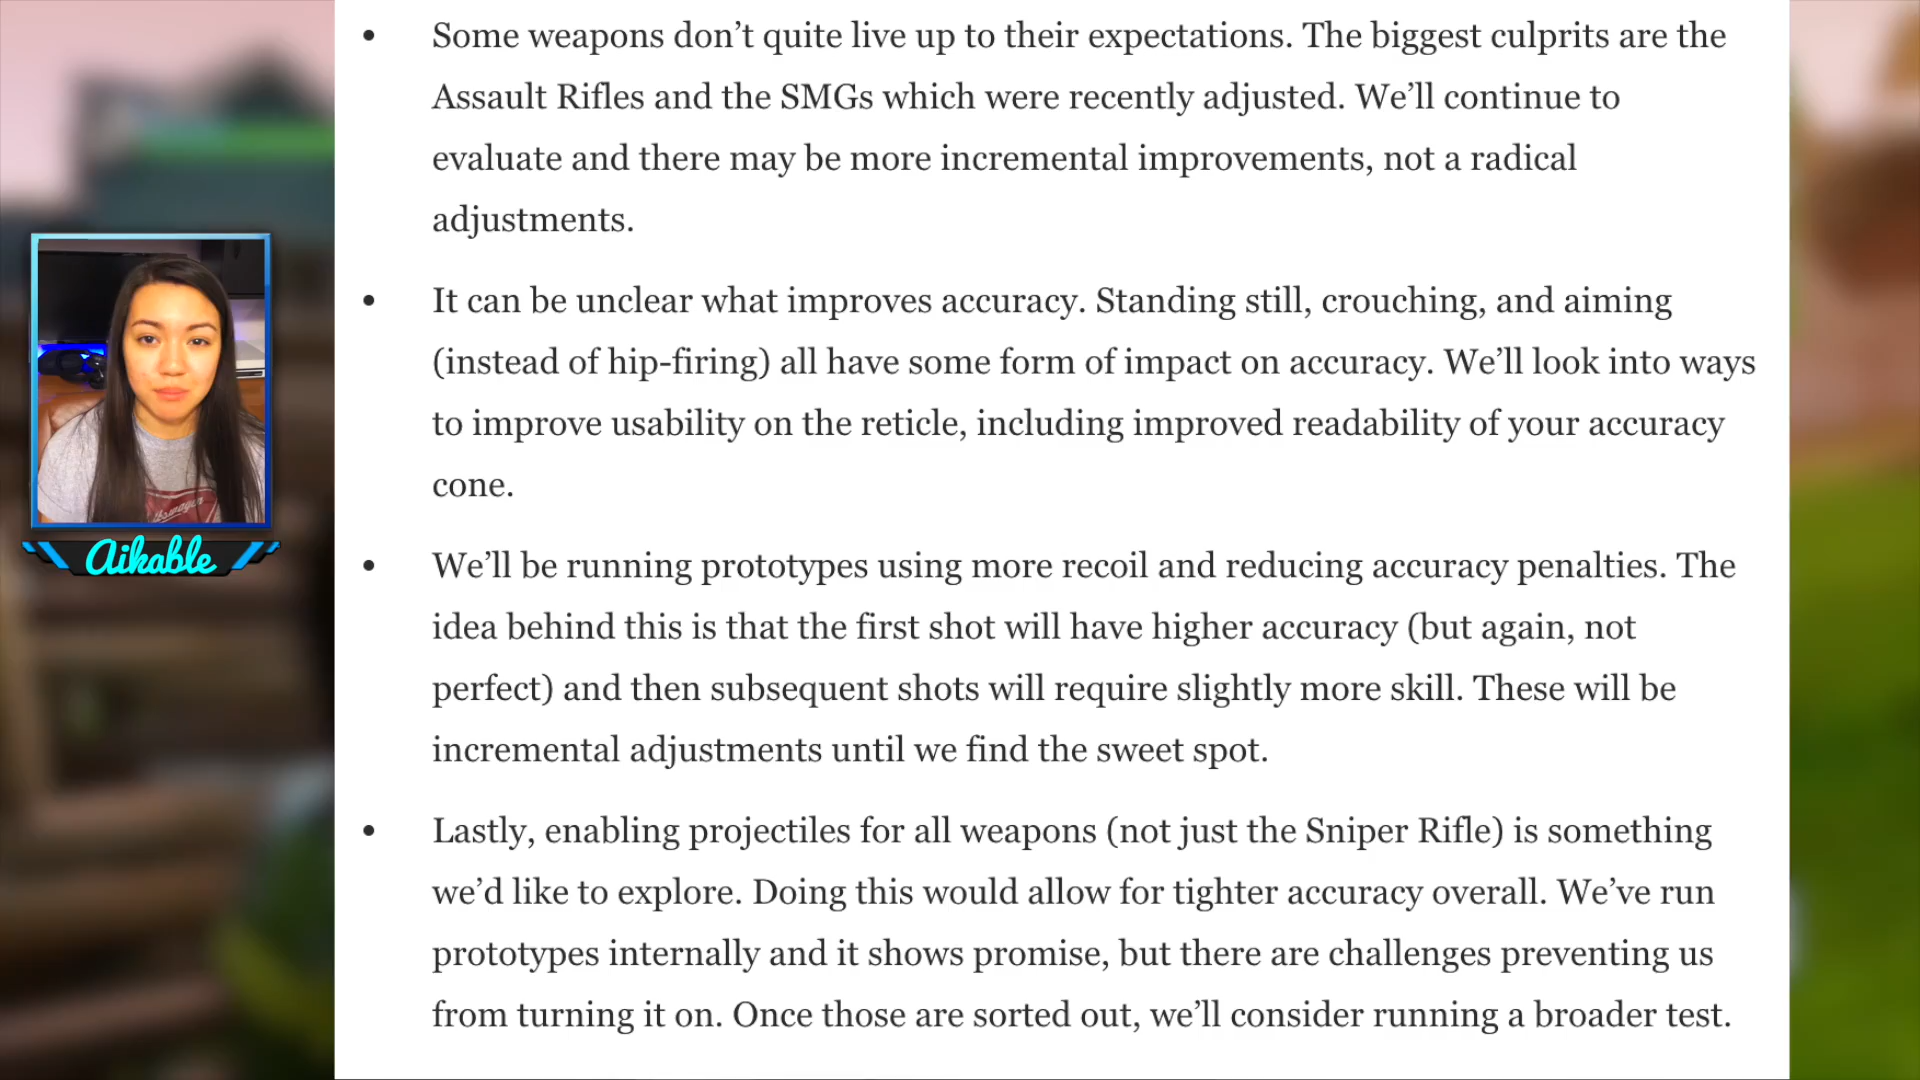 • Some weapons don’t quite live up to their expectations. The biggest culprits are the
Assault Rifles and the SMGs which were recently adjusted. We’ll continue to
evaluate and there may be more incremental improvements, not a radical
adjustments.
• It can be unclear what improves accuracy. Standing still, crouching, and aiming
(instead of hip-firing) all have some form of impact on accuracy. We’ll look into ways
to improve usability on the reticle, including improved readability of your accuracy
cone.
• We’ll be running prototypes using more recoil and reducing accuracy penalties. The
idea behind this is that the first shot will have higher accuracy (but again, not
perfect) and then subsequent shots will require slightly more skill. These will be
incremental adjustments until we find the sweet spot.
• Lastly, enabling projectiles for all weapons (not just the Sniper Rifle) is something
we’d like to explore. Doing this would allow for tighter accuracy overall. We’ve run
prototypes internally and it shows promise, but there are challenges preventing us
from turning it on. Once those are sorted out, we’ll consider running a broader test.
Aikable